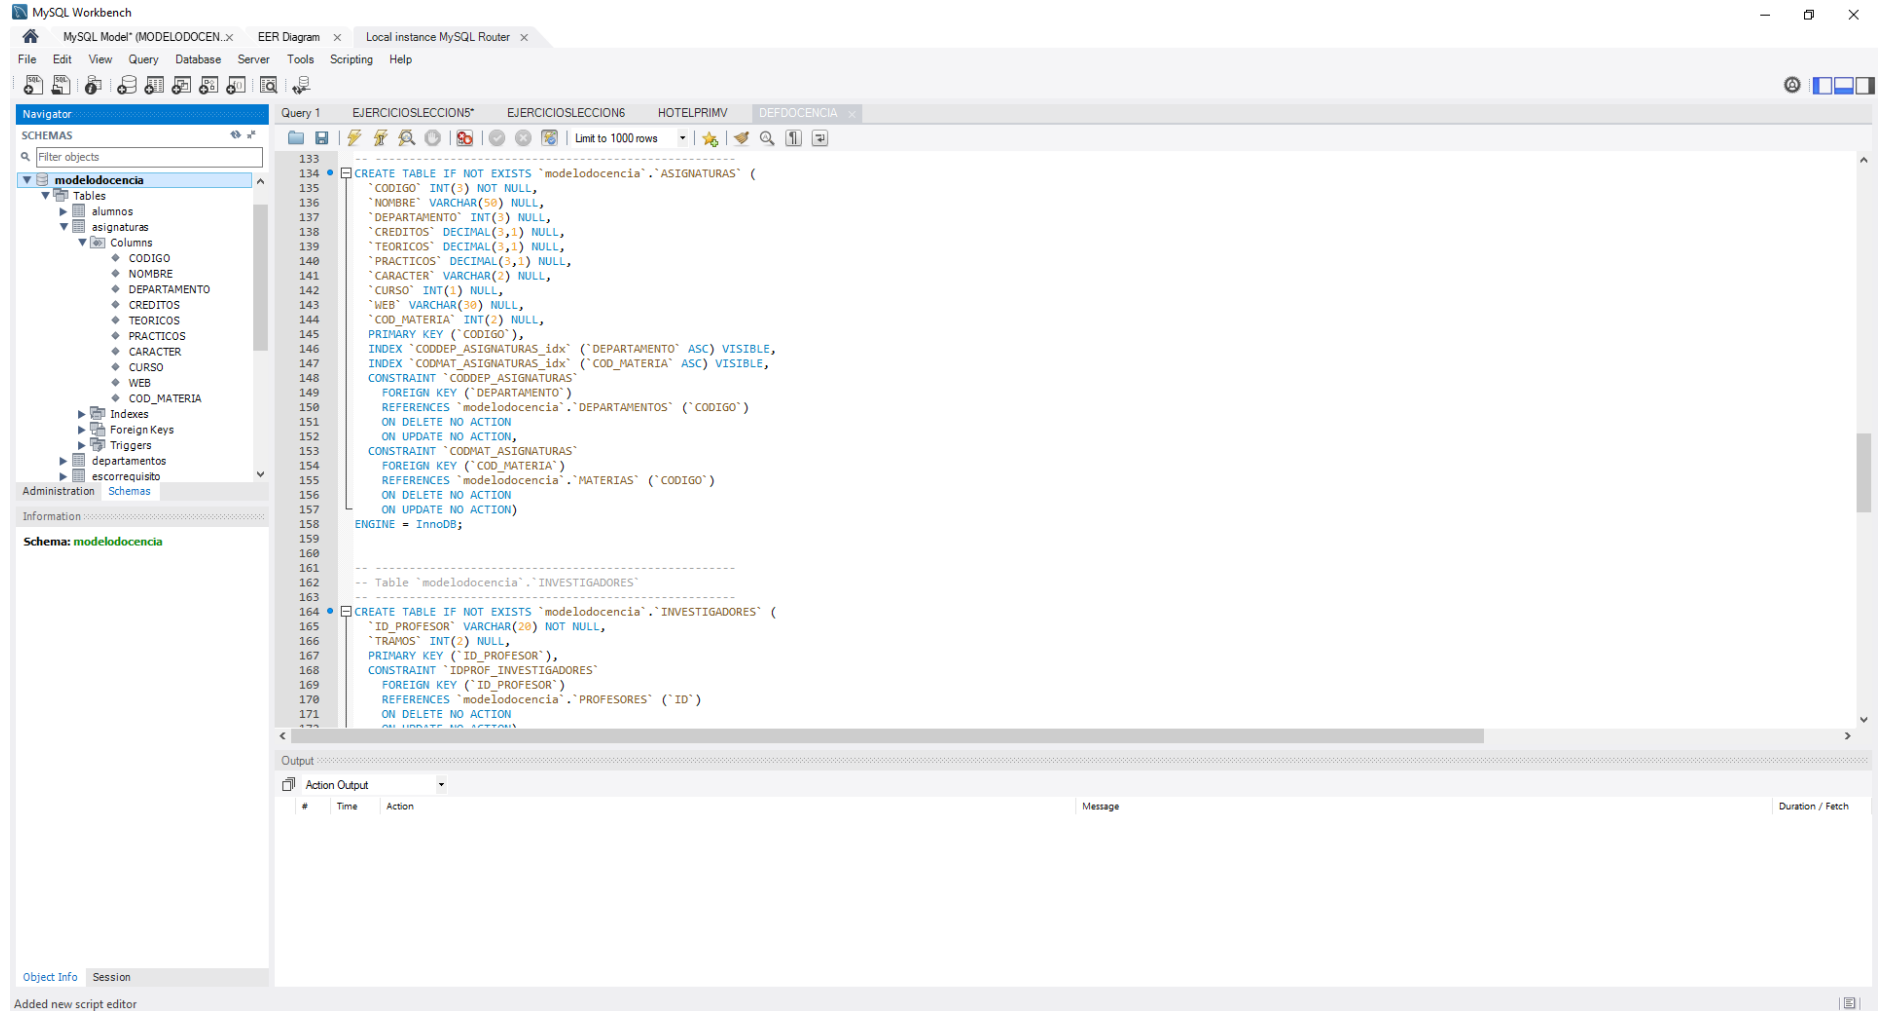 MySQL Workbench
MySQL Model* (MODELODOCEN..× EER Diagram × Local instance MySQL Router ×
File Edit View Query Database Server Tools Scripting Help
Navigator
SCHEMAS
Filter objects
modelodocencia
Tables
alumnos
asignaturas
Columns
CODIGO
NOMBRE
DEPARTAMENTO
CREDITOS
TEORICOS
PRACTICOS
CARACTER
CURSO
WEB
COD_MATERIA
Indexes
Foreign Keys
Triggers
departamentos
escorrequisito
Administration Schemas
Information
Schema: modelodocencia
Object Info Session
Query 1 EJERCICIOSLECCION5* EJERCICIOSLECCION6 HOTELPRIMV DEFDOCENCIA ×
Limit to 1000 rows
133 -- -----------------------------------------------------
134 CREATE TABLE IF NOT EXISTS `modelodocencia`.`ASIGNATURAS` (
135 `CODIGO` INT(3) NOT NULL,
136 `NOMBRE` VARCHAR(50) NULL,
137 `DEPARTAMENTO` INT(3) NULL,
138 `CREDITOS` DECIMAL(3,1) NULL,
139 `TEORICOS` DECIMAL(3,1) NULL,
140 `PRACTICOS` DECIMAL(3,1) NULL,
141 `CARACTER` VARCHAR(2) NULL,
142 `CURSO` INT(1) NULL,
143 `WEB` VARCHAR(30) NULL,
144 `COD_MATERIA` INT(2) NULL,
145 PRIMARY KEY (`CODIGO`),
146 INDEX `CODDEP_ASIGNATURAS_idx` (`DEPARTAMENTO` ASC) VISIBLE,
147 INDEX `CODMAT_ASIGNATURAS_idx` (`COD_MATERIA` ASC) VISIBLE,
148 CONSTRAINT `CODDEP_ASIGNATURAS`
149 FOREIGN KEY (`DEPARTAMENTO`)
150 REFERENCES `modelodocencia`.`DEPARTAMENTOS` (`CODIGO`)
151 ON DELETE NO ACTION
152 ON UPDATE NO ACTION,
153 CONSTRAINT `CODMAT_ASIGNATURAS`
154 FOREIGN KEY (`COD_MATERIA`)
155 REFERENCES `modelodocencia`.`MATERIAS` (`CODIGO`)
156 ON DELETE NO ACTION
157 ON UPDATE NO ACTION)
158 ENGINE = InnoDB;
159
160
161 -- -----------------------------------------------------
162 -- Table `modelodocencia`.`INVESTIGADORES`
163 -- -----------------------------------------------------
164 CREATE TABLE IF NOT EXISTS `modelodocencia`.`INVESTIGADORES` (
165 `ID_PROFESOR` VARCHAR(20) NOT NULL,
166 `TRAMOS` INT(2) NULL,
167 PRIMARY KEY (`ID_PROFESOR`),
168 CONSTRAINT `IDPROF_INVESTIGADORES`
169 FOREIGN KEY (`ID_PROFESOR`)
170 REFERENCES `modelodocencia`.`PROFESORES` (`ID`)
171 ON DELETE NO ACTION
172 ON UPDATE NO ACTION)
Output
Action Output
# Time Action Message Duration / Fetch
Added new script editor